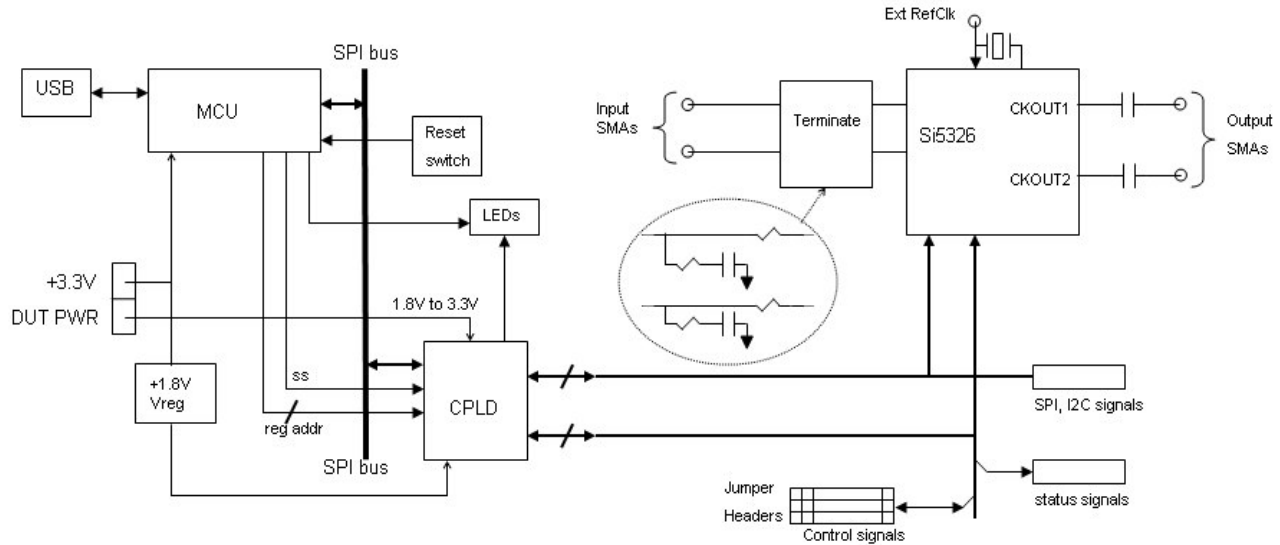 Ext RefClk
SPI bus
USB
MCU
Input
SMAs
Terminate
CKOUT1
Si5326
CKOUT2
Output
SMAs
Reset
switch
LEDs
+3.3V
DUT PWR
1.8V to 3.3V
+1.8V
Vreg
ss
reg addr
CPLD
SPI bus
SPI, I2C signals
status signals
Jumper
Headers
Control signals